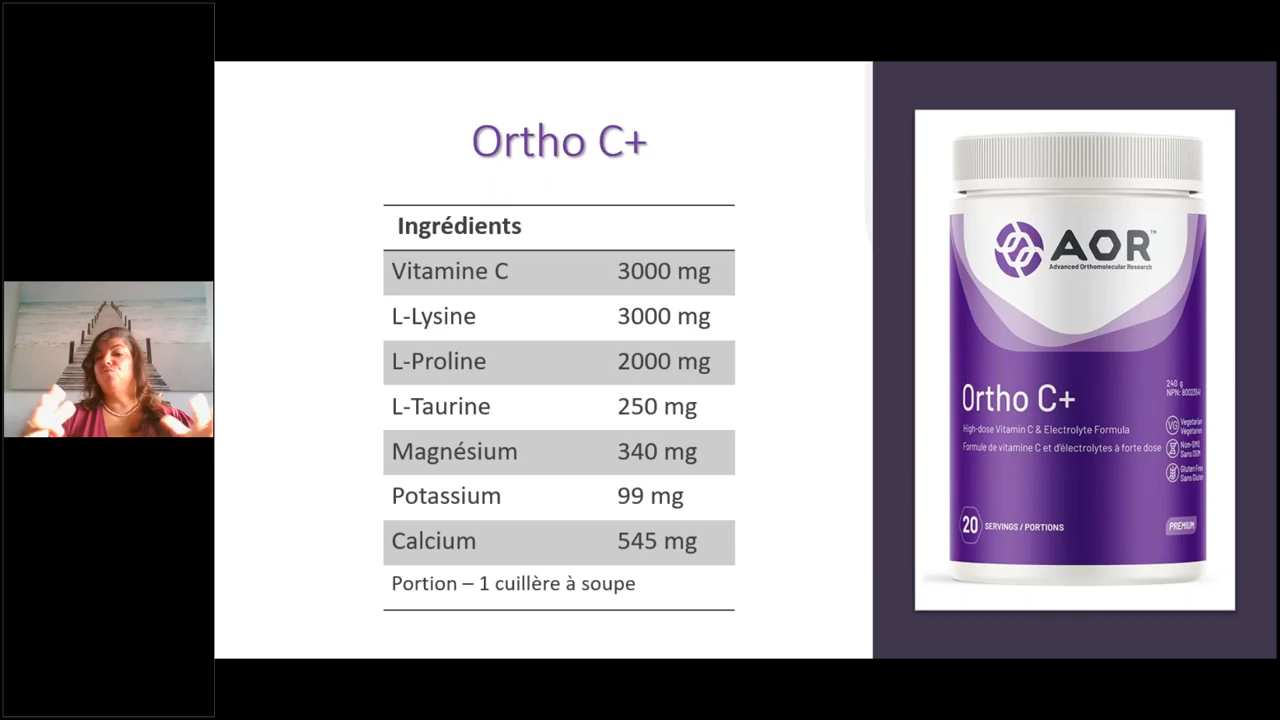 Ortho C+
Ingrédients
Vitamine C 3000 mg
L-Lysine 3000 mg
L-Proline 2000 mg
L-Taurine 250 mg
Magnésium 340 mg
Potassium 99 mg
Calcium 545 mg
Portion – 1 cuillère à soupe
AOR™
Advanced Orthomolecular Research
Ortho C+
240 g
NPN:
High-dose Vitamin C & Electrolyte Formula
Formule de vitamine C et d'électrolytes à forte dose
VG
Vegetarian
Végétarien
Non-GMO
Sans OGM
Gluten Free
Sans Gluten
20 SERVINGS / PORTIONS
PREMIUM